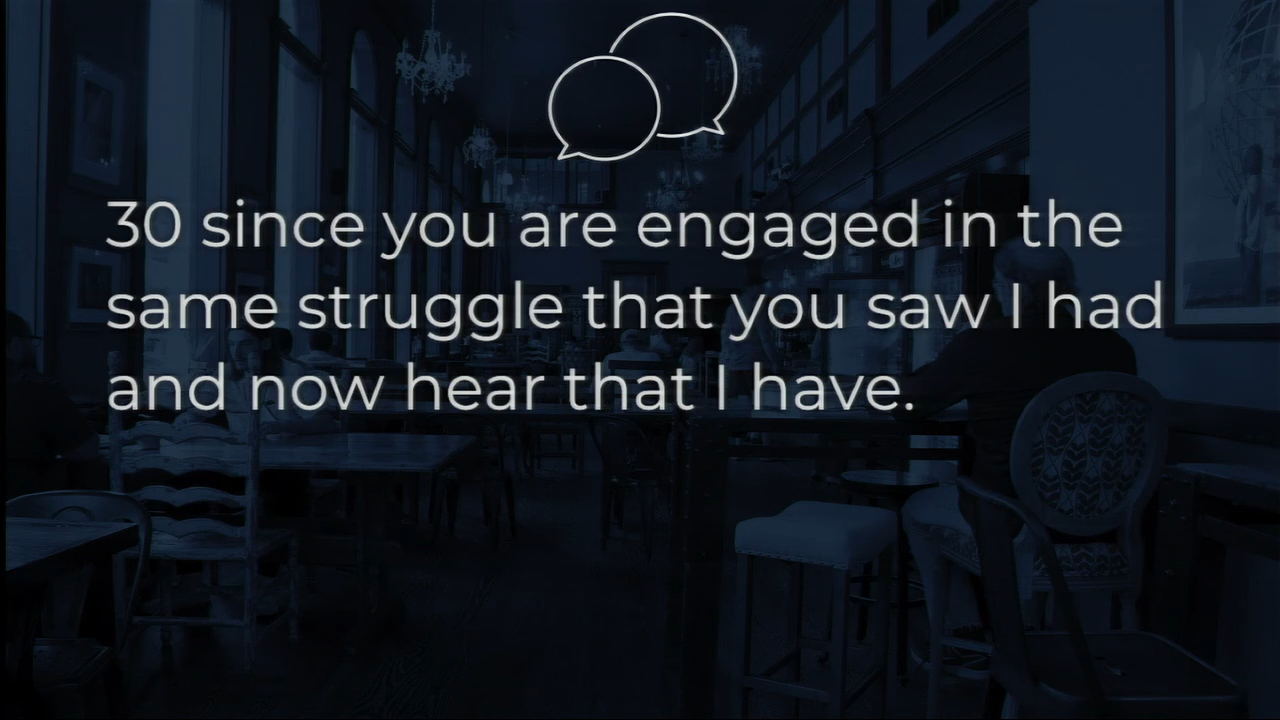 30 since you are engaged in the
same struggle that you saw I had
and now hear that I have.